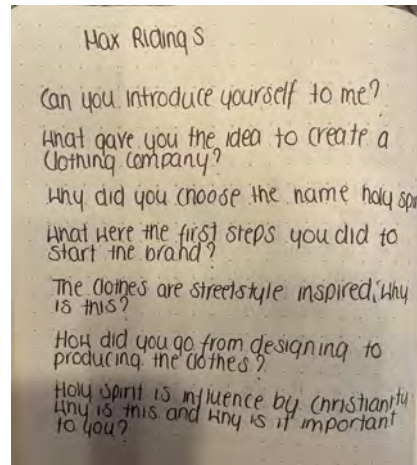 Max Riding S
Can you introduce yourself to me?
What gave you the idea to create a
Clothing company?
Why did you choose the name holy spi
What were the first steps you did to
start the brand?
The clothes are streetstyle inspired, why
is this?
How did you go from designing to
producing the clothes?
Holy spirit is influence by christianity
why is this and why is it important
to you?